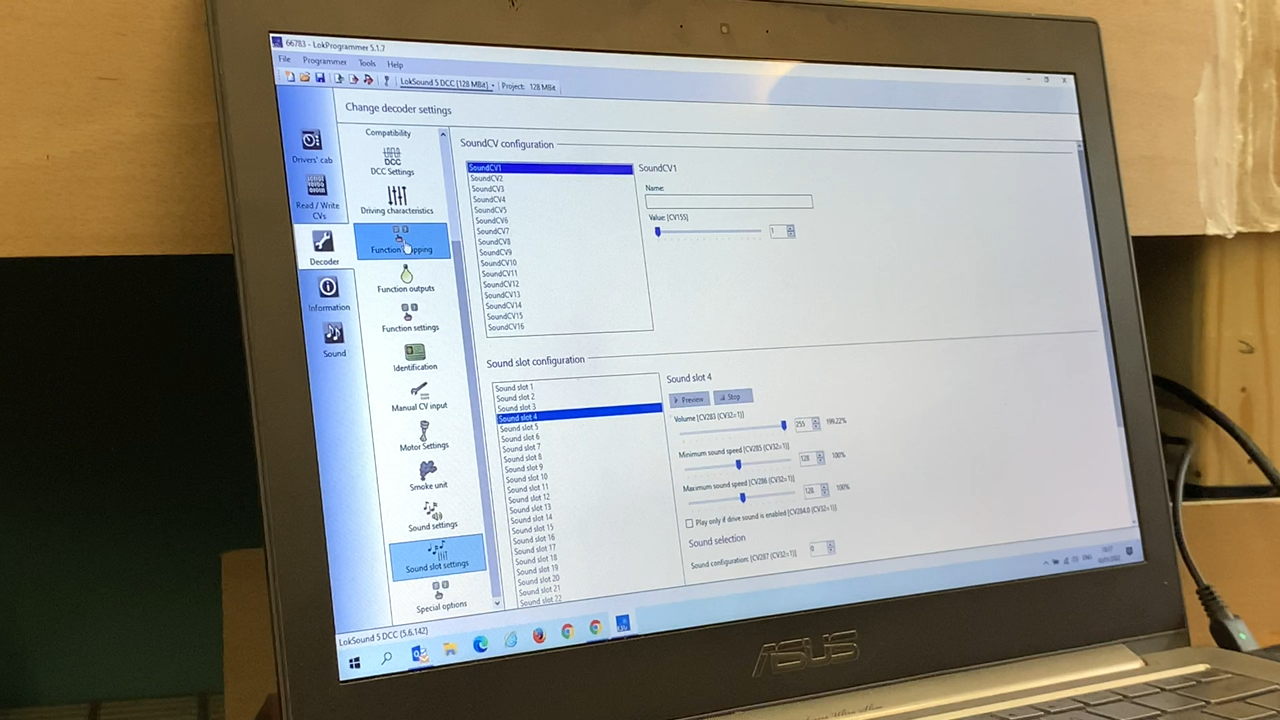 66783 - LokProgrammer 5.1.7
File Programmer Tools Help
LokSound 5 DCC [128 MBit] Project: 128 MBit
Change decoder settings
Drivers' cab
Read / Write CVs
Decoder
Information
Sound
Compatibility
DCC
DCC Settings
Driving characteristics
Function mapping
Function outputs
Function settings
Identification
Manual CV input
Motor Settings
Smoke unit
Sound settings
Sound slot settings
Special options
SoundCV configuration
SoundCV1
SoundCV2
SoundCV3
SoundCV4
SoundCV5
SoundCV6
SoundCV7
SoundCV8
SoundCV9
SoundCV10
SoundCV11
SoundCV12
SoundCV13
SoundCV14
SoundCV15
SoundCV16
SoundCV1
Name:
Value: [CV155]
1
Sound slot configuration
Sound slot 1
Sound slot 2
Sound slot 3
Sound slot 4
Sound slot 5
Sound slot 6
Sound slot 7
Sound slot 8
Sound slot 9
Sound slot 10
Sound slot 11
Sound slot 12
Sound slot 13
Sound slot 14
Sound slot 15
Sound slot 16
Sound slot 17
Sound slot 18
Sound slot 19
Sound slot 20
Sound slot 21
Sound slot 22
Sound slot 4
Preview Stop
Volume [CV283 (CV32=1)]
255 199.22%
Minimum sound speed [CV285 (CV32=1)]
128 100%
Maximum sound speed [CV286 (CV32=1)]
128 100%
Play only if drive sound is enabled [CV284.0 (CV32=1)]
Sound selection
Sound configuration: [CV287 (CV32=1)] 0
LokSound 5 DCC (5.6.142)
ENG
ASUS